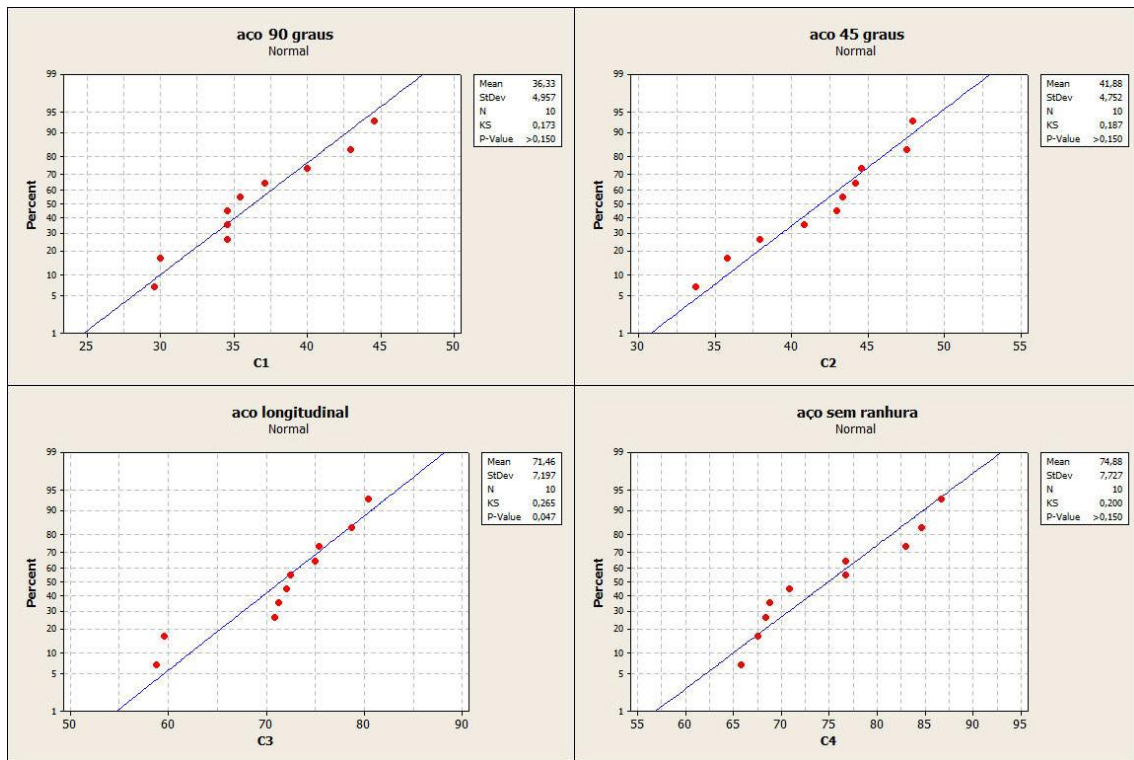 aço 90 graus
Normal
99
95
90
80
70
60
50
40
30
20
10
5
1
Percent
25 30 35 40 45 50
C1
Mean 36,33
StDev 4,957
N 10
KS 0,173
P-Value >0,150
aco 45 graus
Normal
99
95
90
80
70
60
50
40
30
20
10
5
1
Percent
30 35 40 45 50 55
C2
Mean 41,88
StDev 4,752
N 10
KS 0,187
P-Value >0,150
aco longitudinal
Normal
99
95
90
80
70
60
50
40
30
20
10
5
1
Percent
50 60 70 80 90
C3
Mean 71,46
StDev 7,197
N 10
KS 0,265
P-Value 0,047
aço sem ranhura
Normal
99
95
90
80
70
60
50
40
30
20
10
5
1
Percent
55 60 65 70 75 80 85 90 95
C4
Mean 74,88
StDev 7,727
N 10
KS 0,200
P-Value >0,150